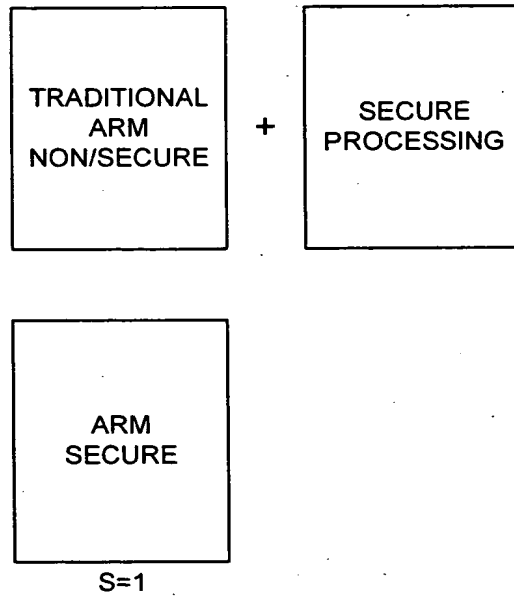 TRADITIONAL
ARM
NON/SECURE
+
SECURE
PROCESSING
ARM
SECURE
S=1